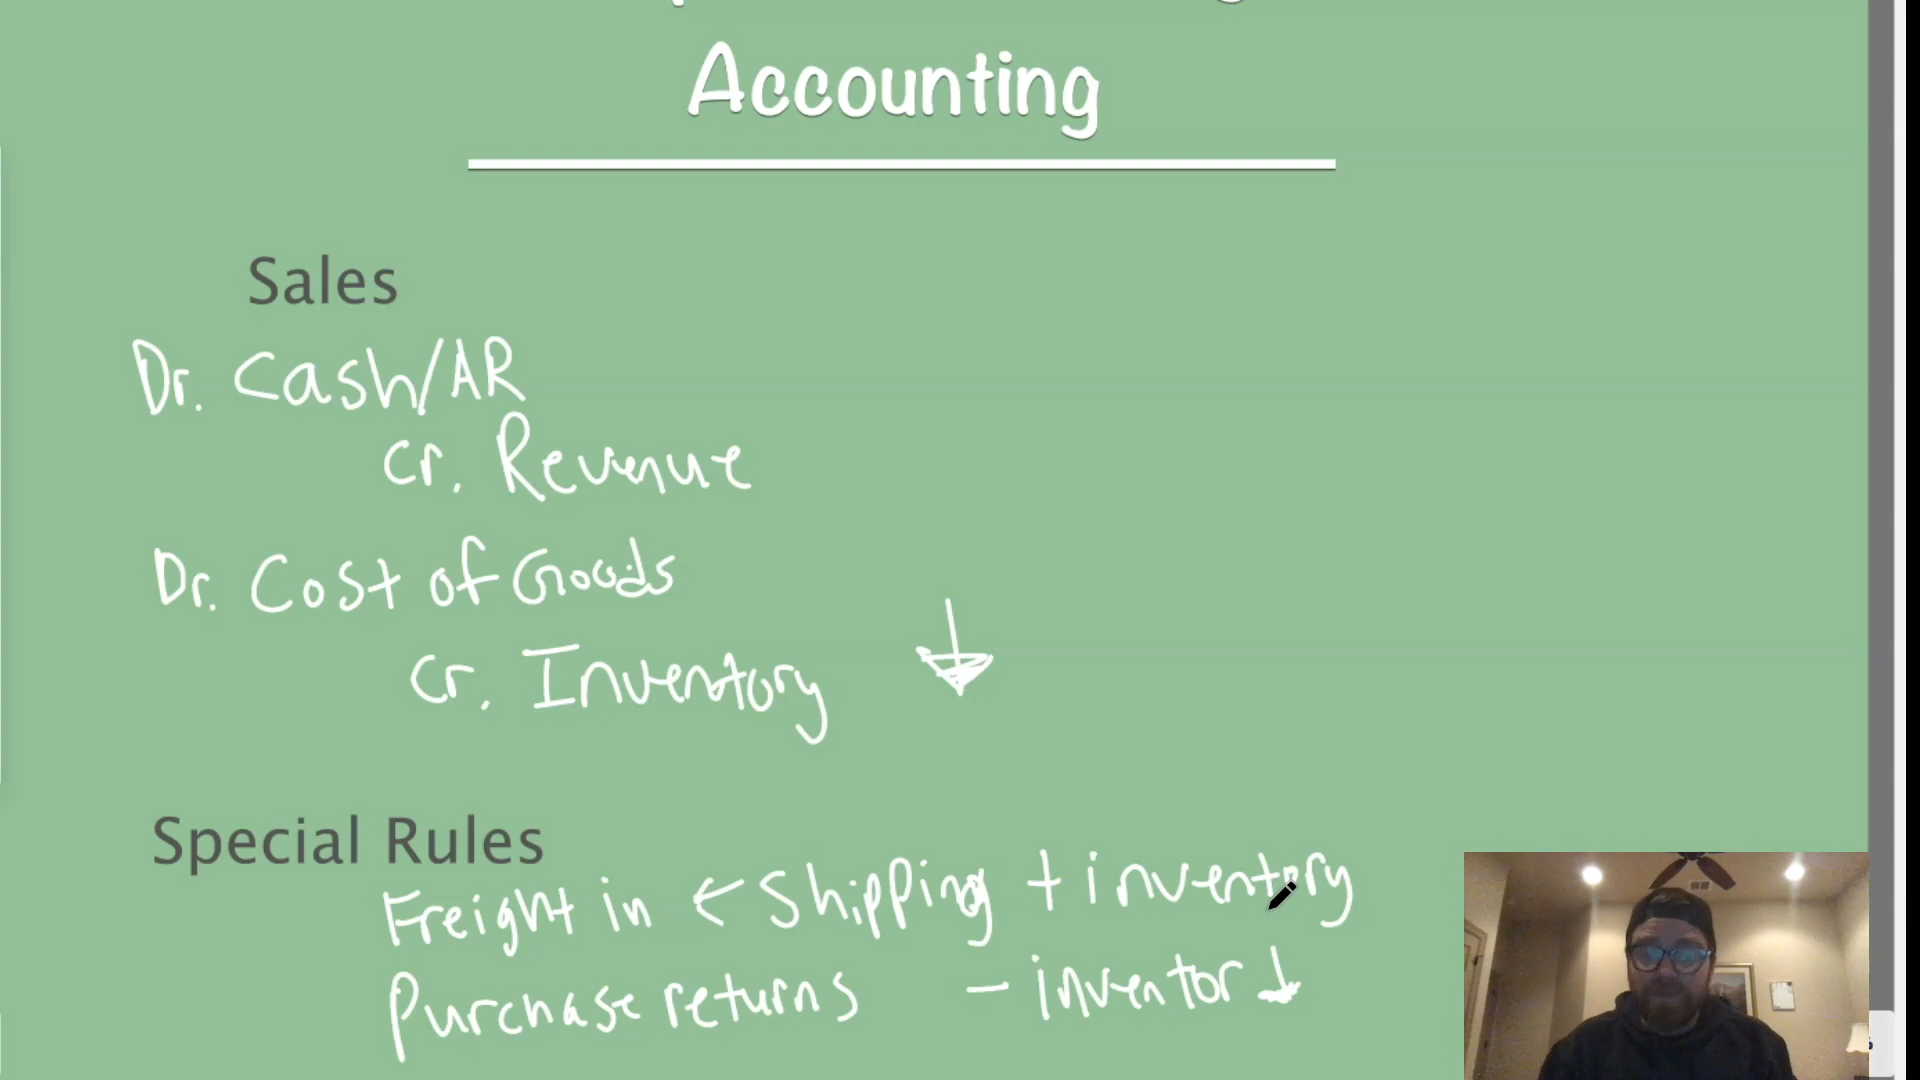 Accounting
Sales
Dr. Cash/AR
cr. Revenue
Dr. Cost of Goods
cr. Inventory
Special Rules
Freight in ← Shipping + inventory
Purchase returns - inventor